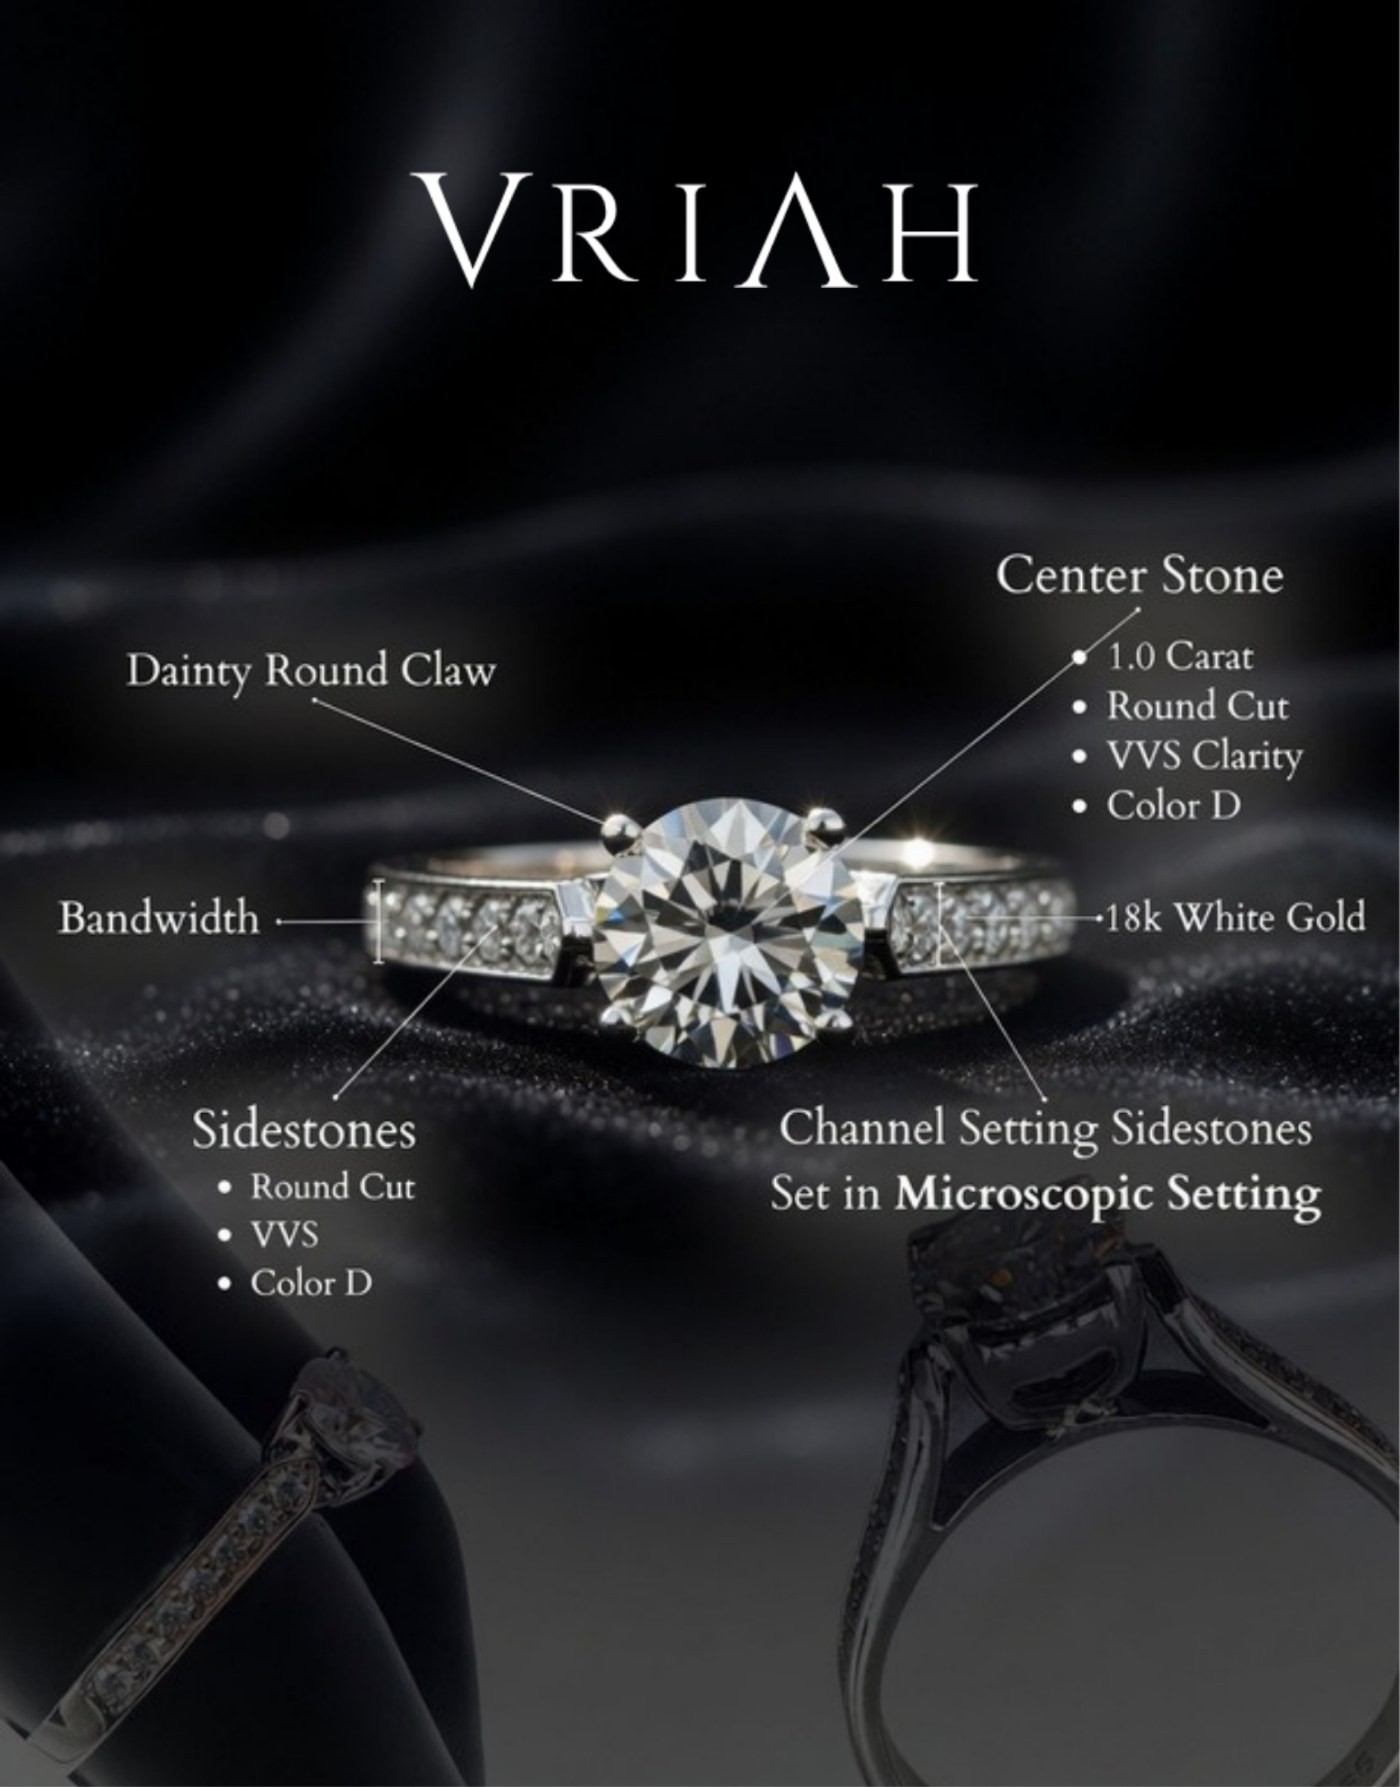 VRIAH
Center Stone
1.0 Carat
Round Cut
VVS Clarity
Color D
Dainty Round Claw
Bandwidth
18k White Gold
Sidestones
Round Cut
VVS
Color D
Channel Setting Sidestones
Set in Microscopic Setting